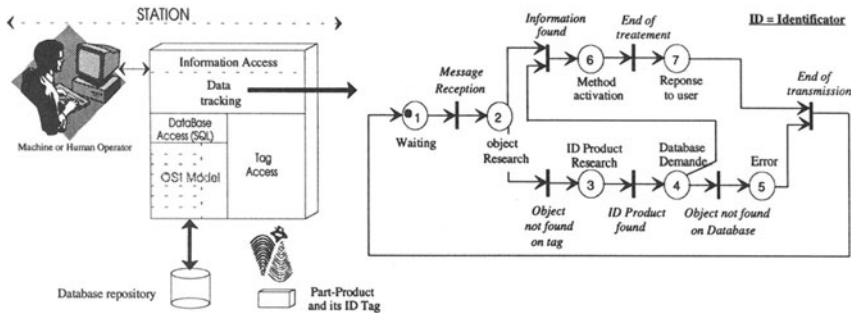 STATION
Information Access
Data
tracking
DataBase
Access (SQL)
OSI Model
Tag
Access
Machine or Human Operator
Database repository
Part-Product
and its ID Tag
ID = Identificator
Information
found
End of
treatement
6
7
Method
activation
Reponse
to user
End of
transmission
Message
Reception
1
2
Waiting
object
Research
ID Product
Research
Database
Demande
Error
3
4
5
Object
not found
on tag
ID Product
found
Object not found
on Database